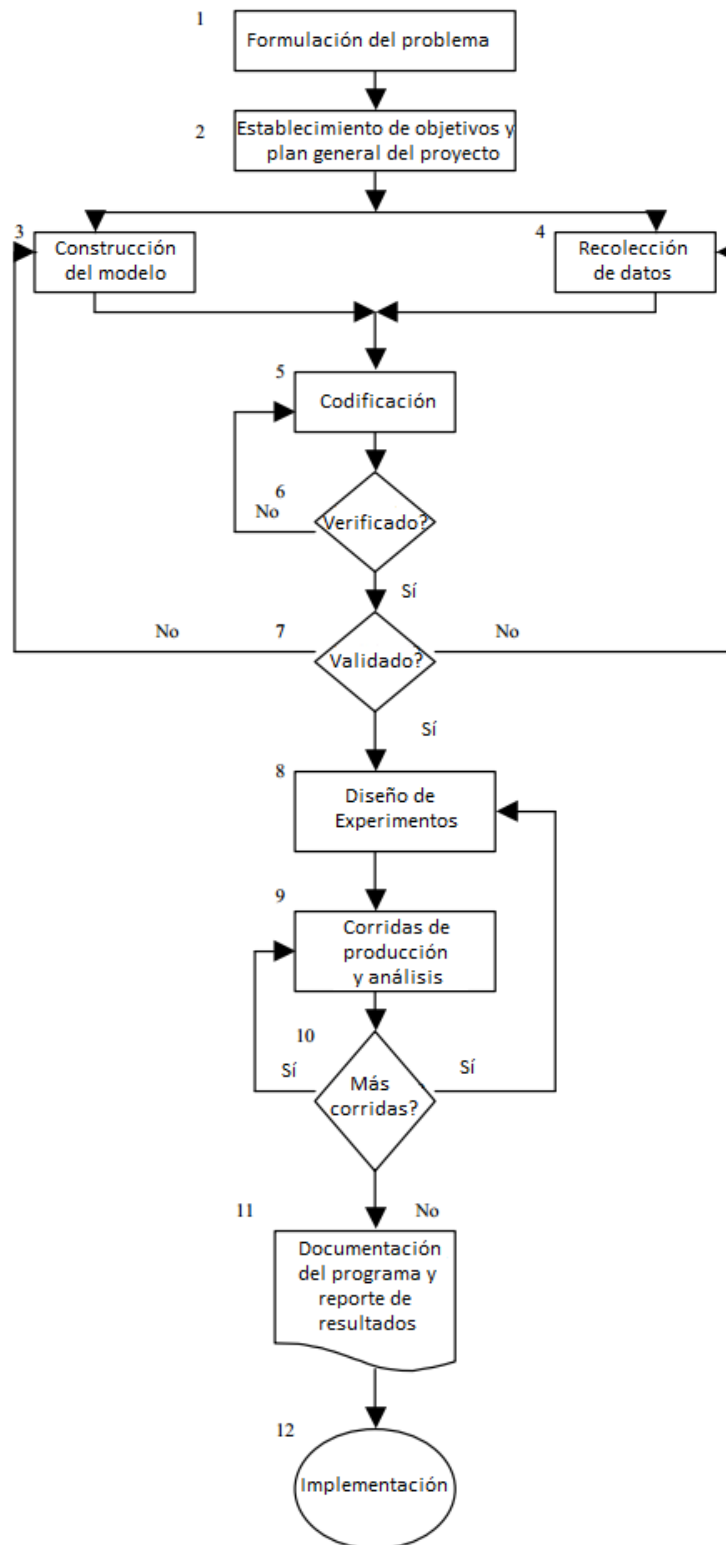 1
Formulación del problema
2
Establecimiento de objetivos y
plan general del proyecto
3
Construcción
del modelo
4
Recolección
de datos
5
Codificación
6
No
Verificado?
Sí
No
7
No
Validado?
Sí
8
Diseño de
Experimentos
9
Corridas de
producción
y análisis
10
Sí
Sí
Más
corridas?
11
No
Documentación
del programa y
reporte de
resultados
12
Implementación